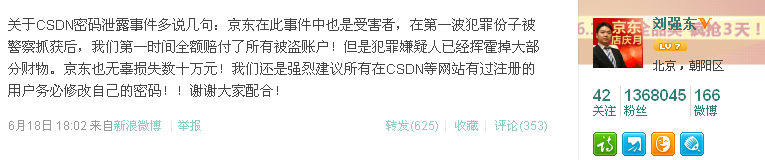 关于CSDN密码泄露事件多说几句：京东在此事件中也是受害者，在第一波犯罪份子被
警察抓获后，我们第一时间全额赔付了所有被盗账户！但是犯罪嫌疑人已经挥霍掉大部
分财物。京东也无辜损失数十万元！我们还是强烈建议所有在CSDN等网站有过注册的
用户务必修改自己的密码！！谢谢大家配合！
6月18日 18:02 来自新浪微博 | 举报
转发(625) | 收藏 | 评论(353)
京东
店庆月
疯抢3天！
刘强东 V
LV 7
北京，朝阳区
42 1368045 166
关注 粉丝 微博